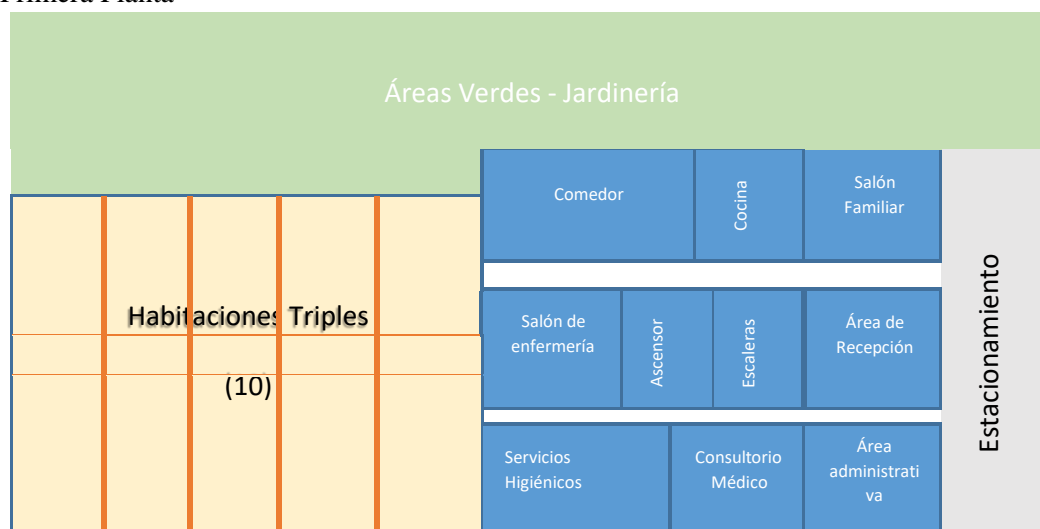 Primera Planta
Áreas Verdes - Jardinería
Comedor
Cocina
Salón
Familiar
Habitaciones Triples
(10)
Salón de
enfermería
Ascensor
Escaleras
Área de
Recepción
Estacionamiento
Servicios
Higiénicos
Consultorio
Médico
Área
administrati
va